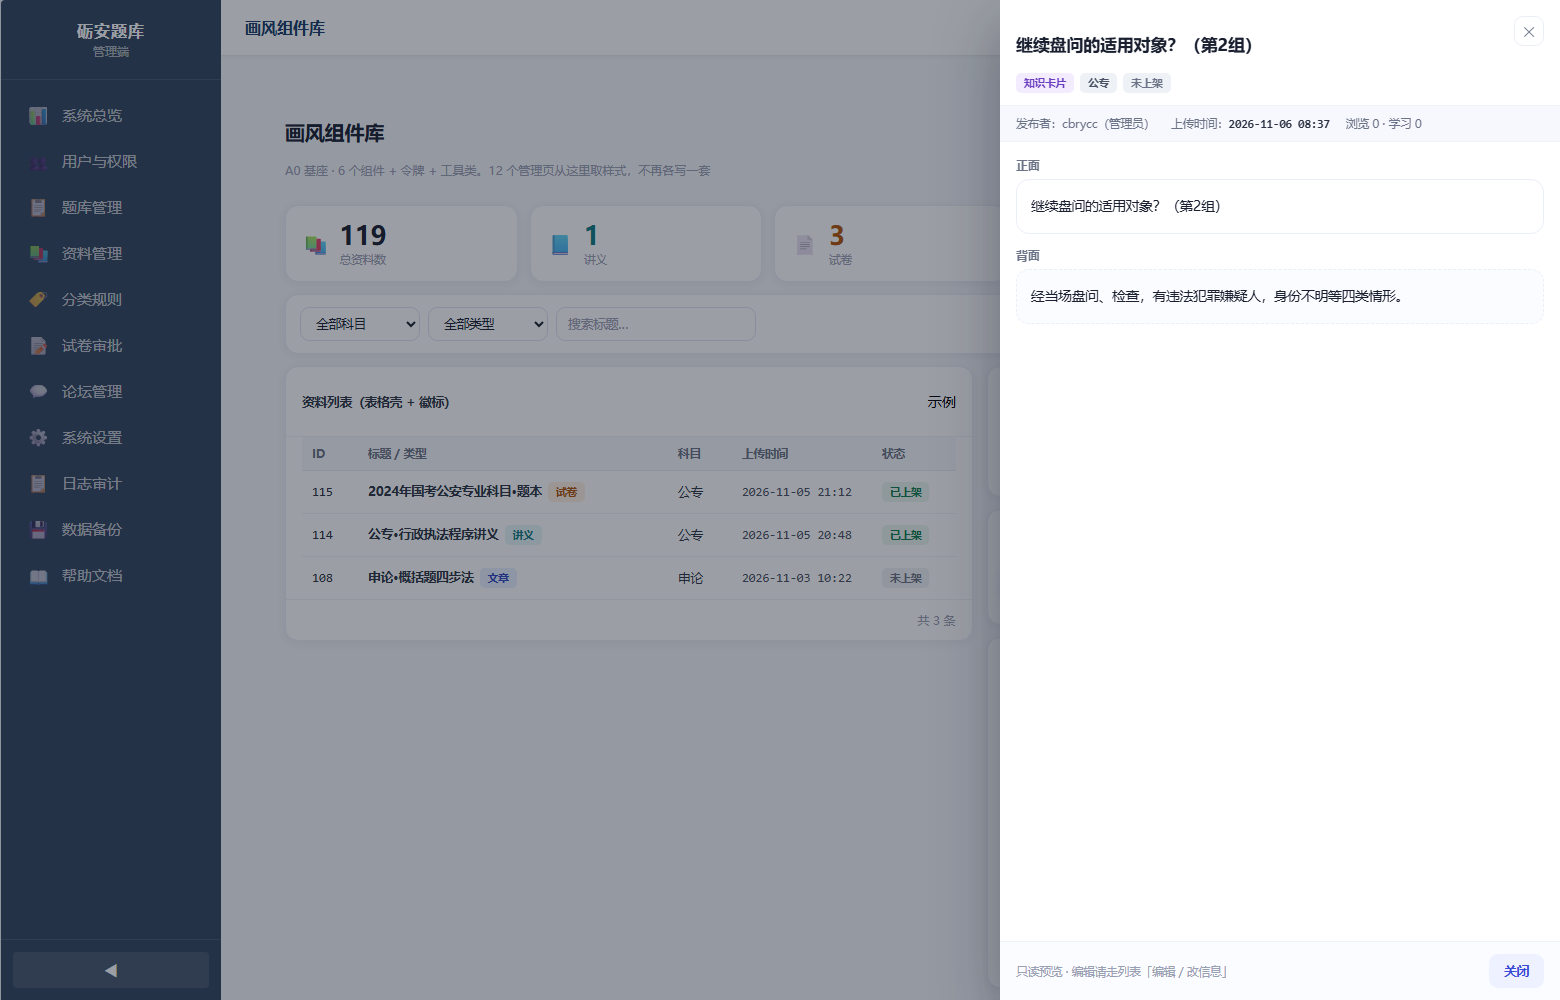 砺安题库
管理端
系统总览
用户与权限
题库管理
资料管理
分类规则
试卷审批
论坛管理
系统设置
日志审计
数据备份
帮助文档
画风组件库
画风组件库
A0 基座 · 6 个组件 + 令牌 + 工具类。12 个管理页从这里取样式，不再各写一套
119
总资料数
1
讲义
3
试卷
全部科目
全部类型
搜索标题...
资料列表（表格壳 + 徽标）
示例
ID 标题 / 类型 科目 上传时间 状态
115 2024年国考公安专业科目•题本 试卷 公专 2026-11-05 21:12 已上架
114 公专•行政执法程序讲义 讲义 公专 2026-11-05 20:48 已上架
108 申论•概括题四步法 文章 申论 2026-11-03 10:22 未上架
共 3 条
继续盘问的适用对象？（第2组）
知识卡片 公专 未上架
发布者：cbrycc（管理员） 上传时间：2026-11-06 08:37 浏览 0 · 学习 0
正面
继续盘问的适用对象？（第2组）
背面
经当场盘问、检查，有违法犯罪嫌疑人，身份不明等四类情形。
只读预览 · 编辑请走列表「编辑 / 改信息」
关闭